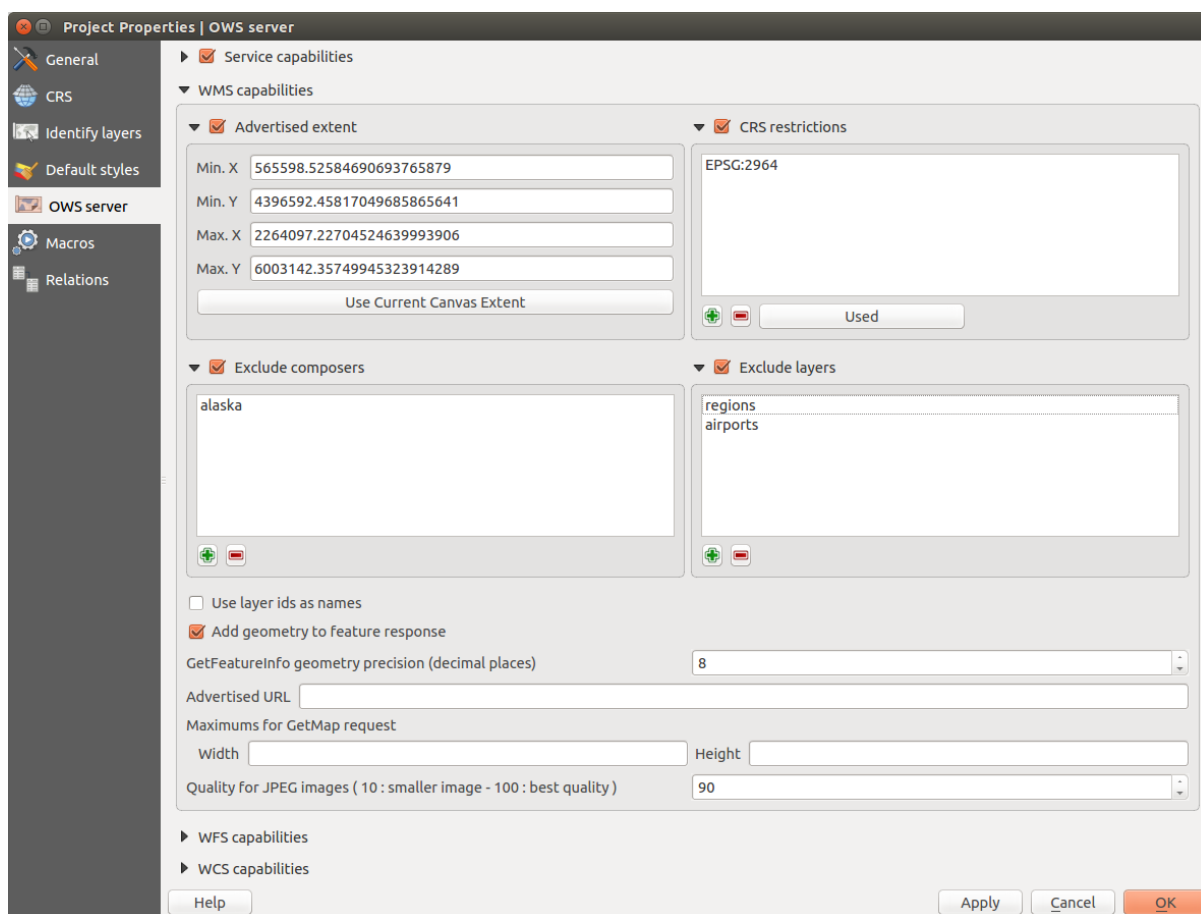 Project Properties | OWS server
General
CRS
Identify layers
Default styles
OWS server
Macros
Relations
Service capabilities
WMS capabilities
Advertised extent
Min. X 565598.52584690693765879
Min. Y 4396592.45817049685865641
Max. X 2264097.22704524639993906
Max. Y 6003142.35749945323914289
Use Current Canvas Extent
CRS restrictions
EPSG:2964
Used
Exclude composers
alaska
Exclude layers
regions
airports
Use layer ids as names
Add geometry to feature response
GetFeatureInfo geometry precision (decimal places) 8
Advertised URL
Maximums for GetMap request
Width Height
Quality for JPEG images ( 10 : smaller image - 100 : best quality ) 90
WFS capabilities
WCS capabilities
Help Apply Cancel OK